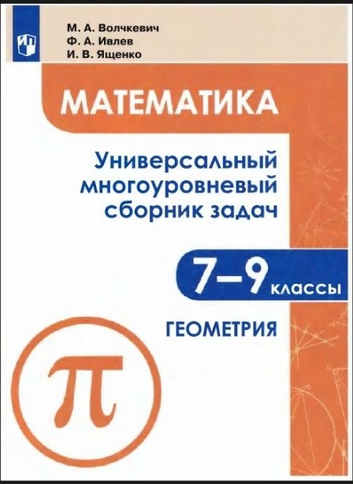 М. А. Волчкевич
Ф. А. Ивлев
И. В. Ященко
МАТЕМАТИКА
Универсальный
многоуровневый
сборник задач
7–9 классы
ГЕОМЕТРИЯ
π